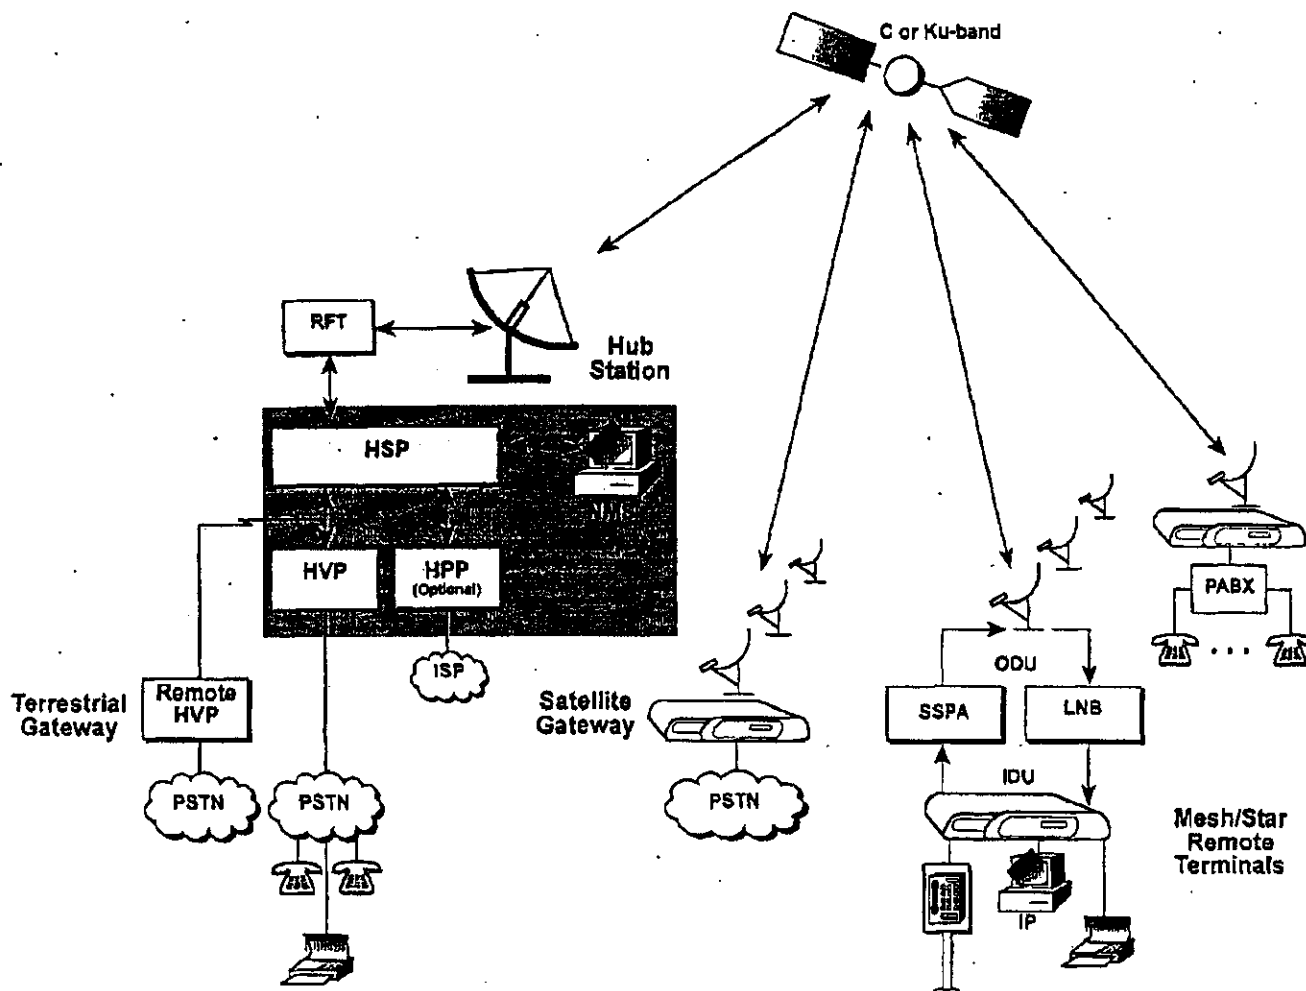 C or Ku-band
RFT
Hub
Station
HSP
HVP
HPP
(Optional)
ISP
Terrestrial
Gateway
Remote
HVP
Satellite
Gateway
PSTN
PSTN
PSTN
ODU
SSPA
LNB
IDU
IP
PABX
Mesh/Star
Remote
Terminals